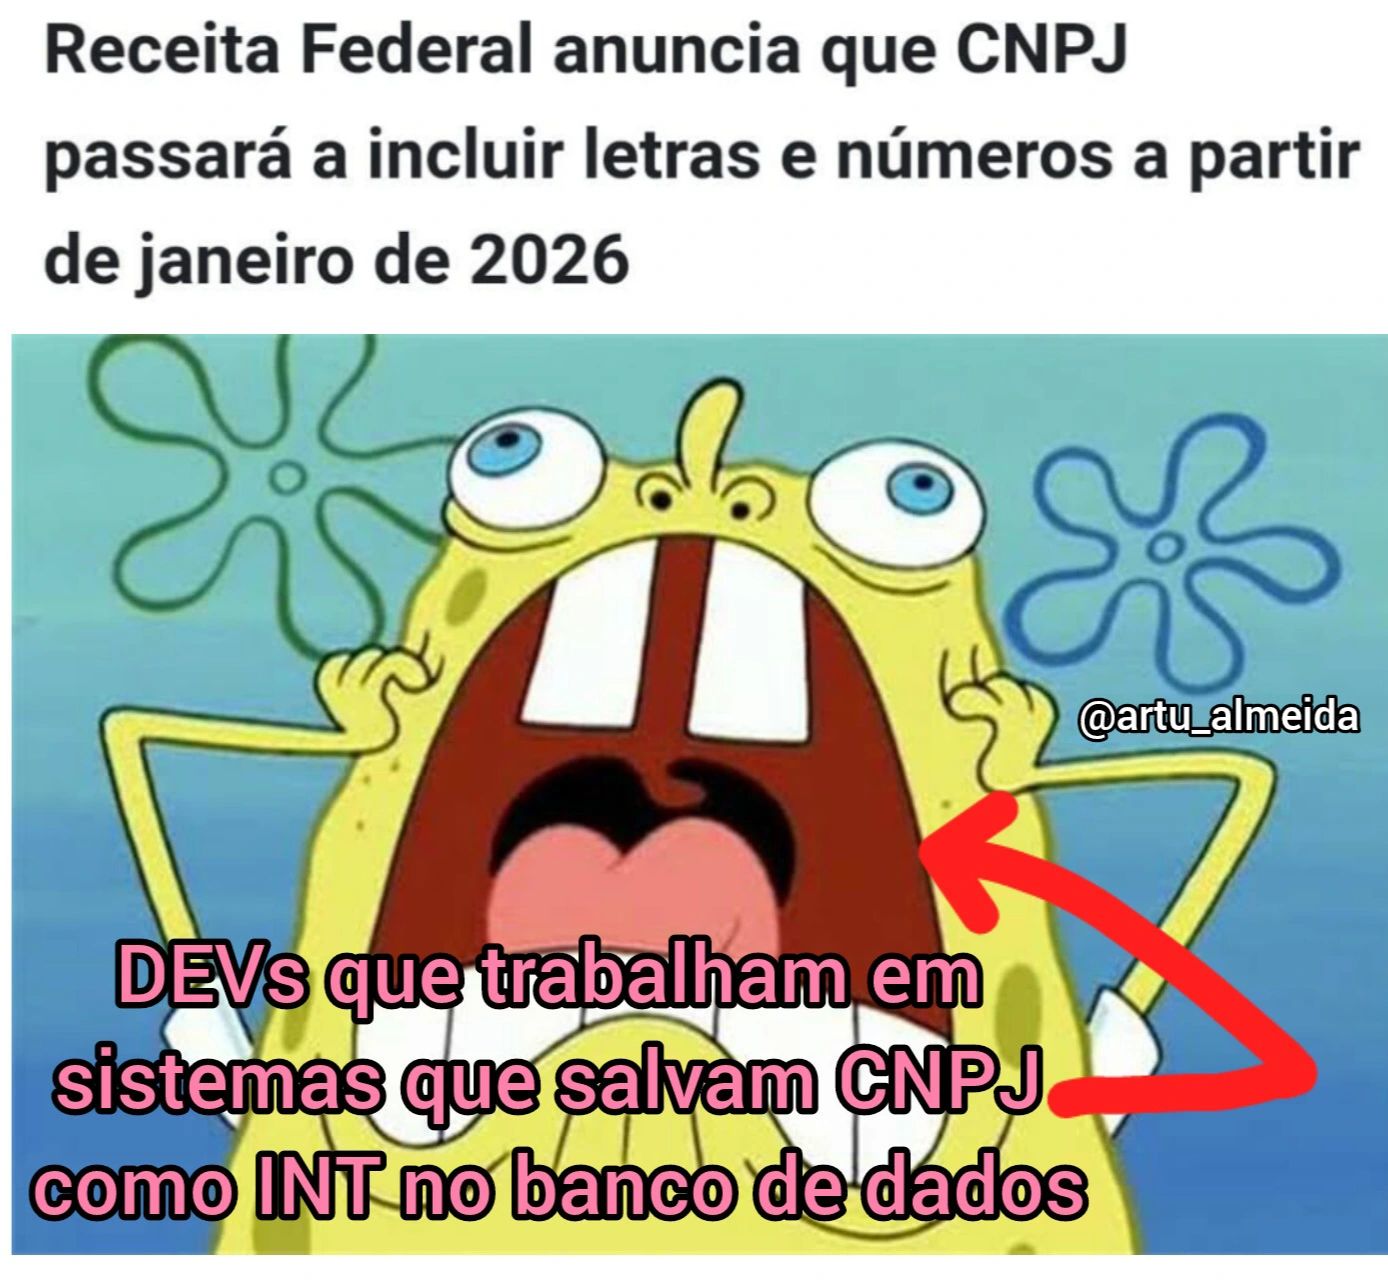 Receita Federal anuncia que CNPJ
passará a incluir letras e números a partir
de janeiro de 2026
@artu_almeida
DEVs que trabalham em
sistemas que salvam CNPJ
como INT no banco de dados